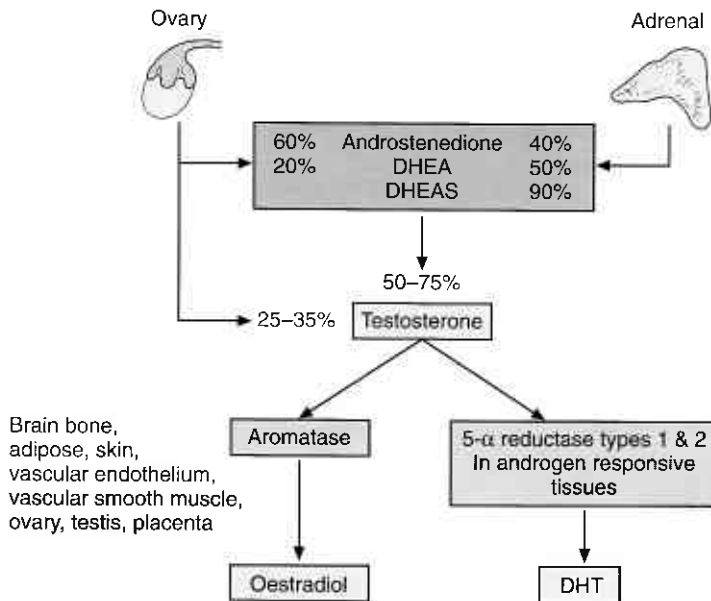 Ovary
Adrenal
60% Androstenedione 40%
20% DHEA 50%
DHEAS 90%
50–75%
25–35% Testosterone
Brain bone,
adipose, skin,
vascular endothelium,
vascular smooth muscle,
ovary, testis, placenta
Aromatase
5-α reductase types 1 & 2
In androgen responsive
tissues
Oestradiol
DHT